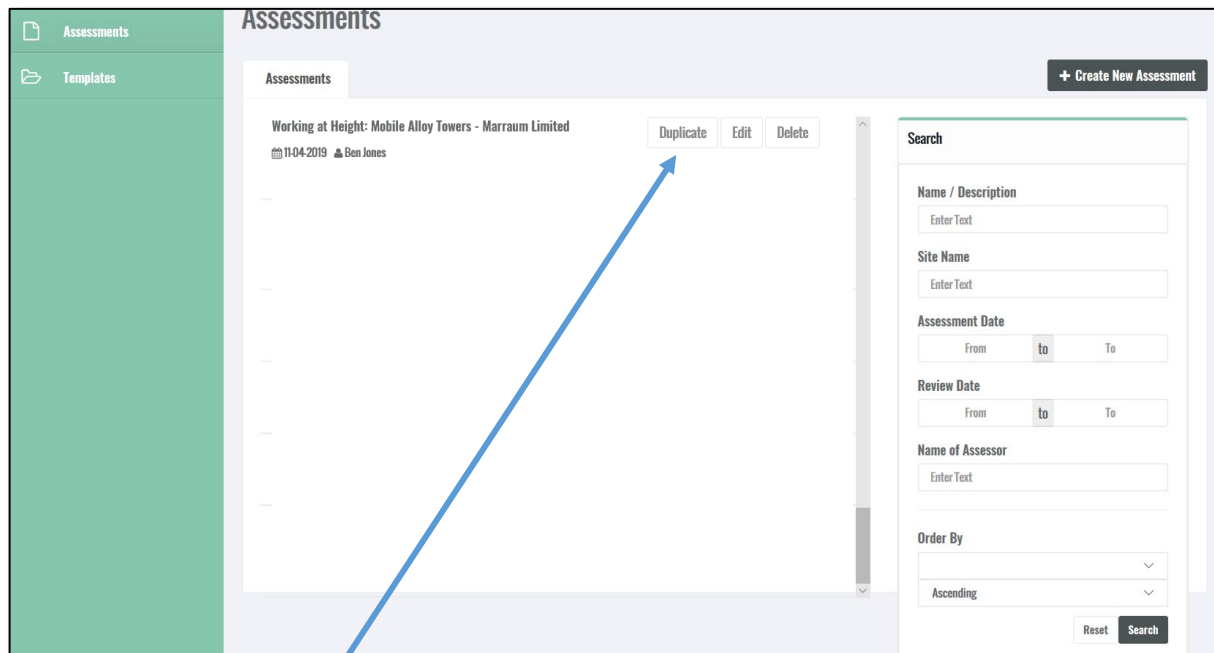 Assessments
Templates
Assessments
Assessments
+ Create New Assessment
Working at Height: Mobile Alloy Towers - Marraum Limited
11-04-2019 Ben Jones
Duplicate Edit Delete
Search
Name / Description
Enter Text
Site Name
Enter Text
Assessment Date
From to To
Review Date
From to To
Name of Assessor
Enter Text
Order By
Ascending
Reset Search